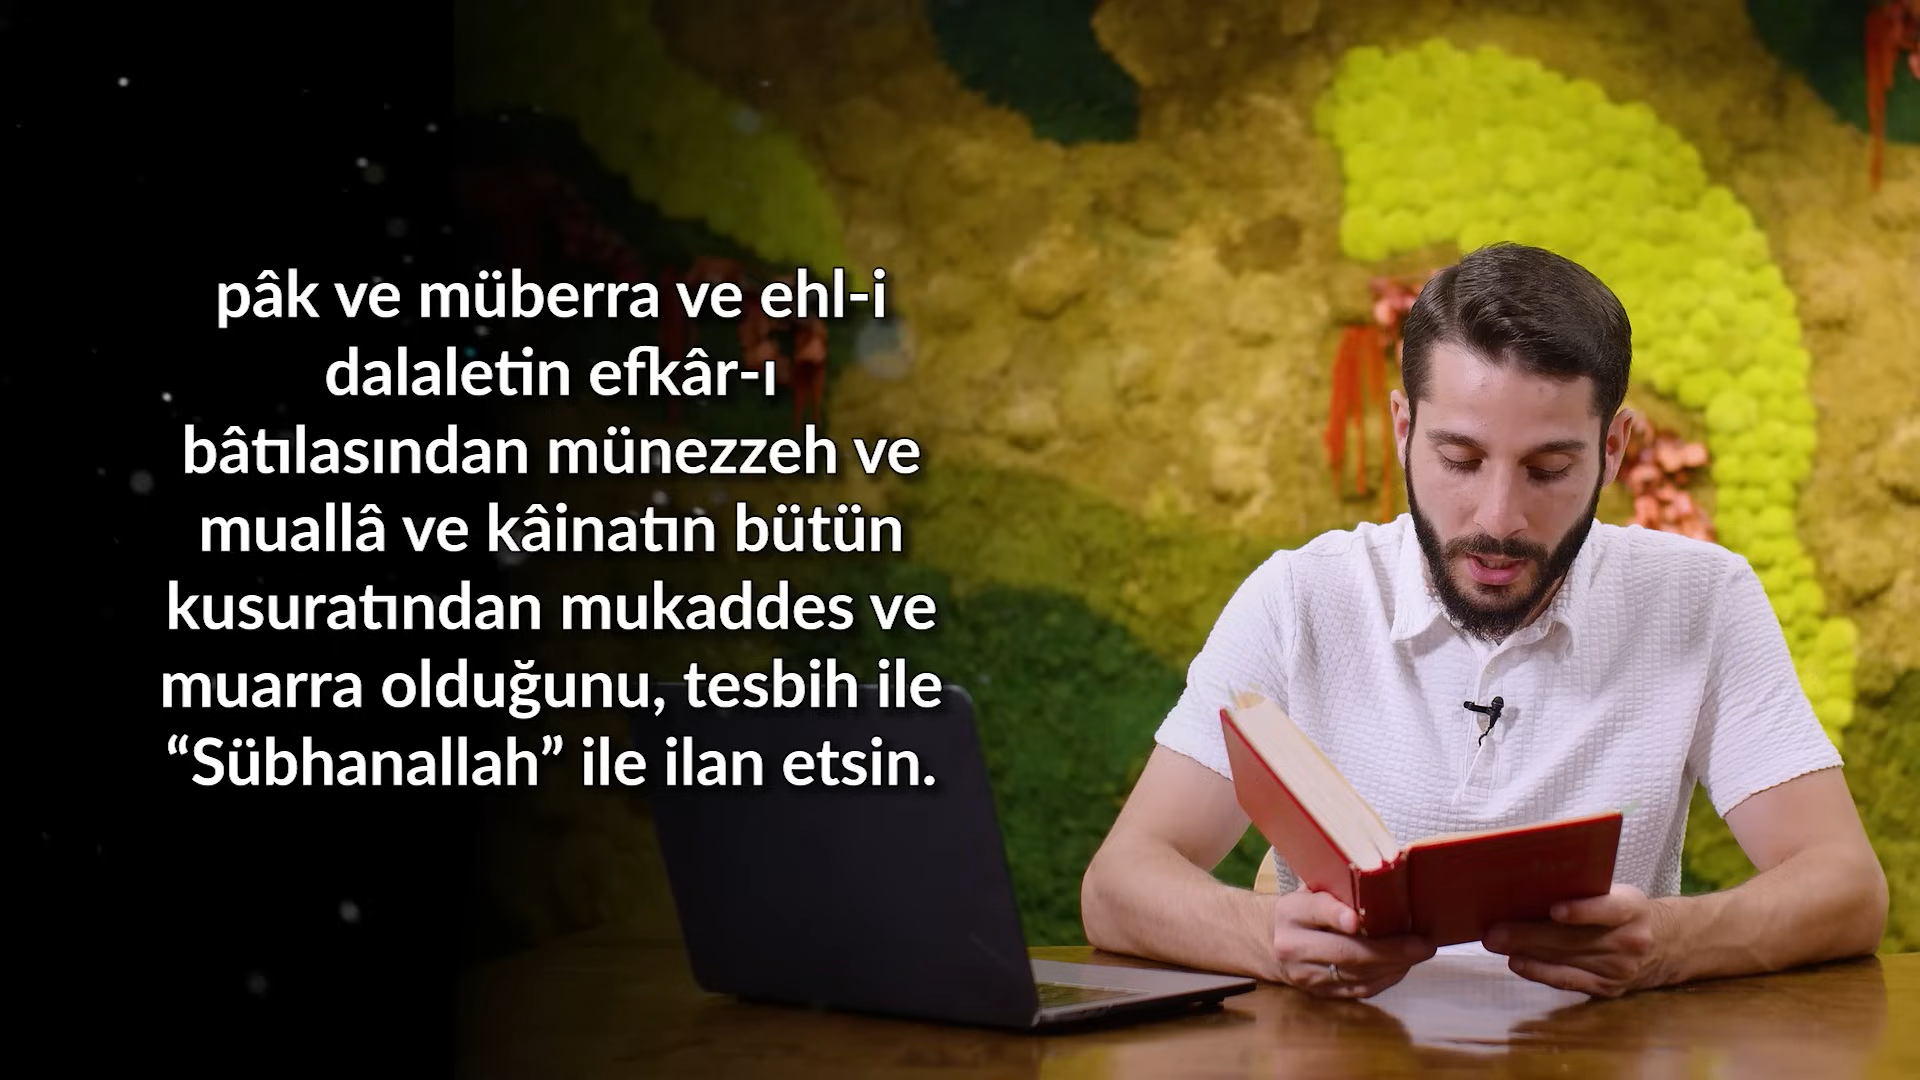 pâk ve müberra ve ehl-i
dalaletin efkâr-ı
bâtılasından münezzeh ve
muallâ ve kâinatın bütün
kusuratından mukaddes ve
muarra olduğunu, tesbih ile
“Sübhanallah” ile ilan etsin.